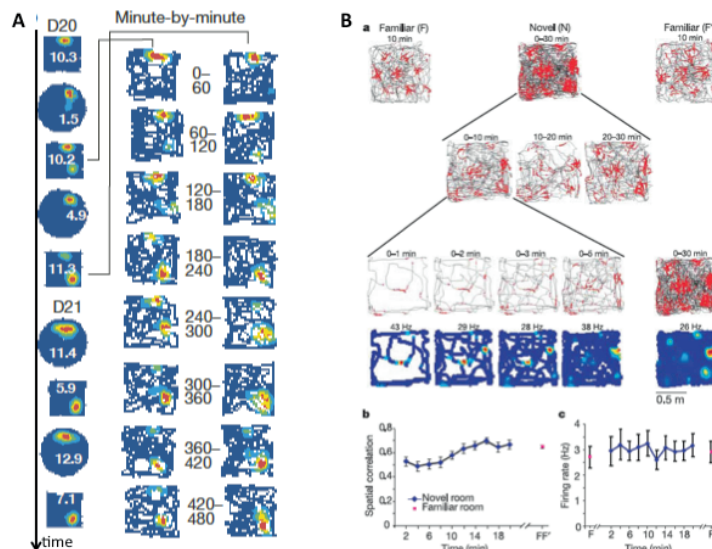 A
D20
Minute-by-minute
10.3
1.5
10.2
4.9
11.3
D21
11.4
5.9
12.9
7.1
time
0–
60
60–
120
120–
180
180–
240
240–
300
300–
360
360–
420
420–
480
B
a
Familiar (F)
10 min
Novel (N)
0–30 min
Familiar (F'
10 min
0–10 min
10–20 min
20–30 min
0–1 min
0–2 min
0–3 min
0–5 min
0–30 min
43 Hz
29 Hz
28 Hz
38 Hz
26 Hz
0.5 m
b
Spatial correlation
0.8
0.6
0.4
0.2
0
Novel room
Familiar room
2
6
10
14
18
FF'
Time (min)
c
Firing rate (Hz)
4
3
2
1
0
F
2
6
10
14
18
F
Time (min)